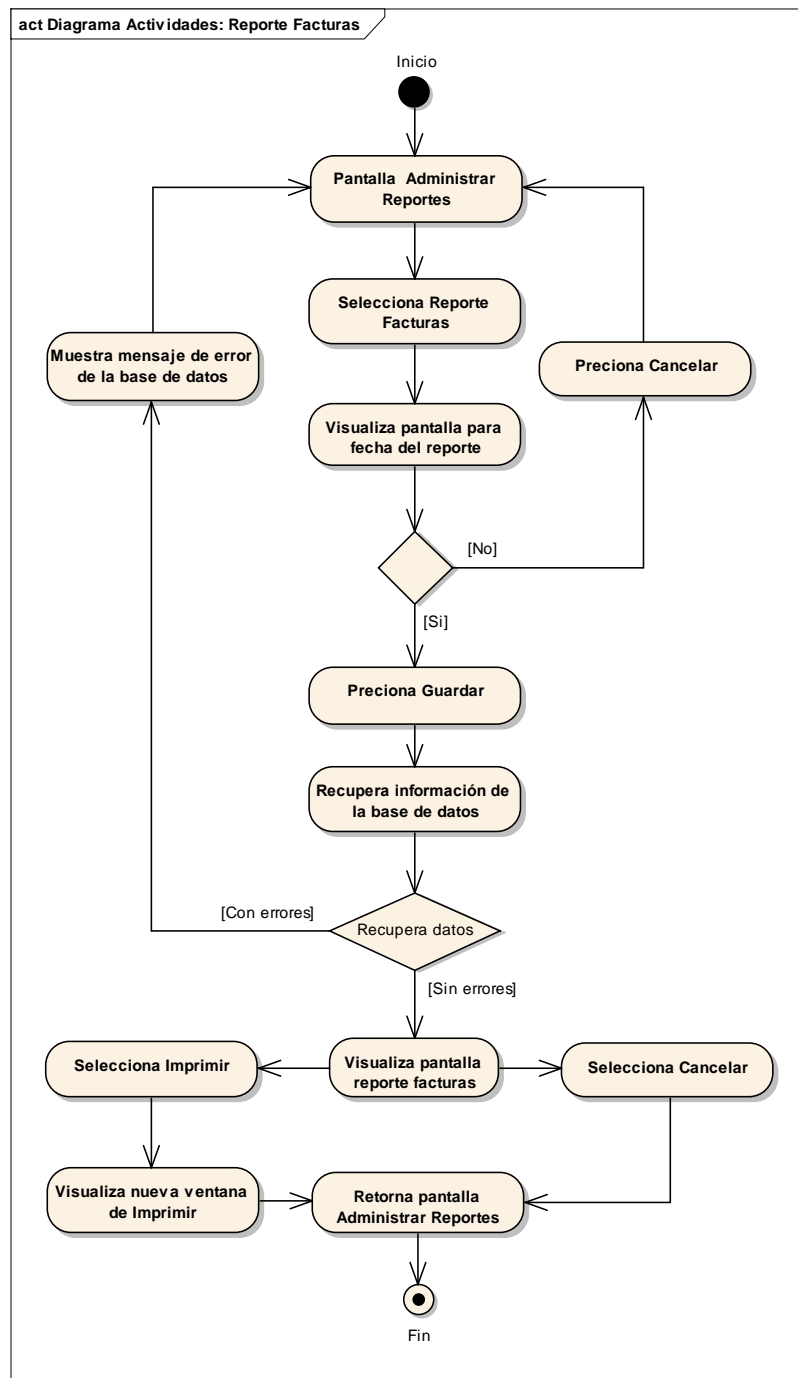 act Diagrama Actividades: Reporte Facturas
Inicio
Pantalla Administrar
Reportes
Selecciona Reporte
Facturas
Muestra mensaje de error
de la base de datos
Preciona Cancelar
Visualiza pantalla para
fecha del reporte
[No]
[Si]
Preciona Guardar
Recupera información de
la base de datos
[Con errores]
Recupera datos
[Sin errores]
Selecciona Imprimir
Visualiza pantalla
reporte facturas
Selecciona Cancelar
Visualiza nueva ventana
de Imprimir
Retorna pantalla
Administrar Reportes
Fin